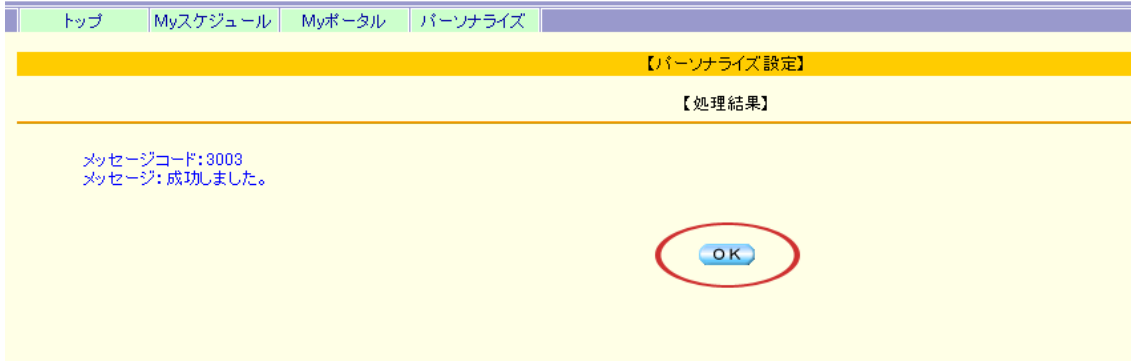 トップ Myスケジュール Myポータル パーソナライズ
【パーソナライズ設定】
【処理結果】
メッセージコード:3003
メッセージ:成功しました。
OK